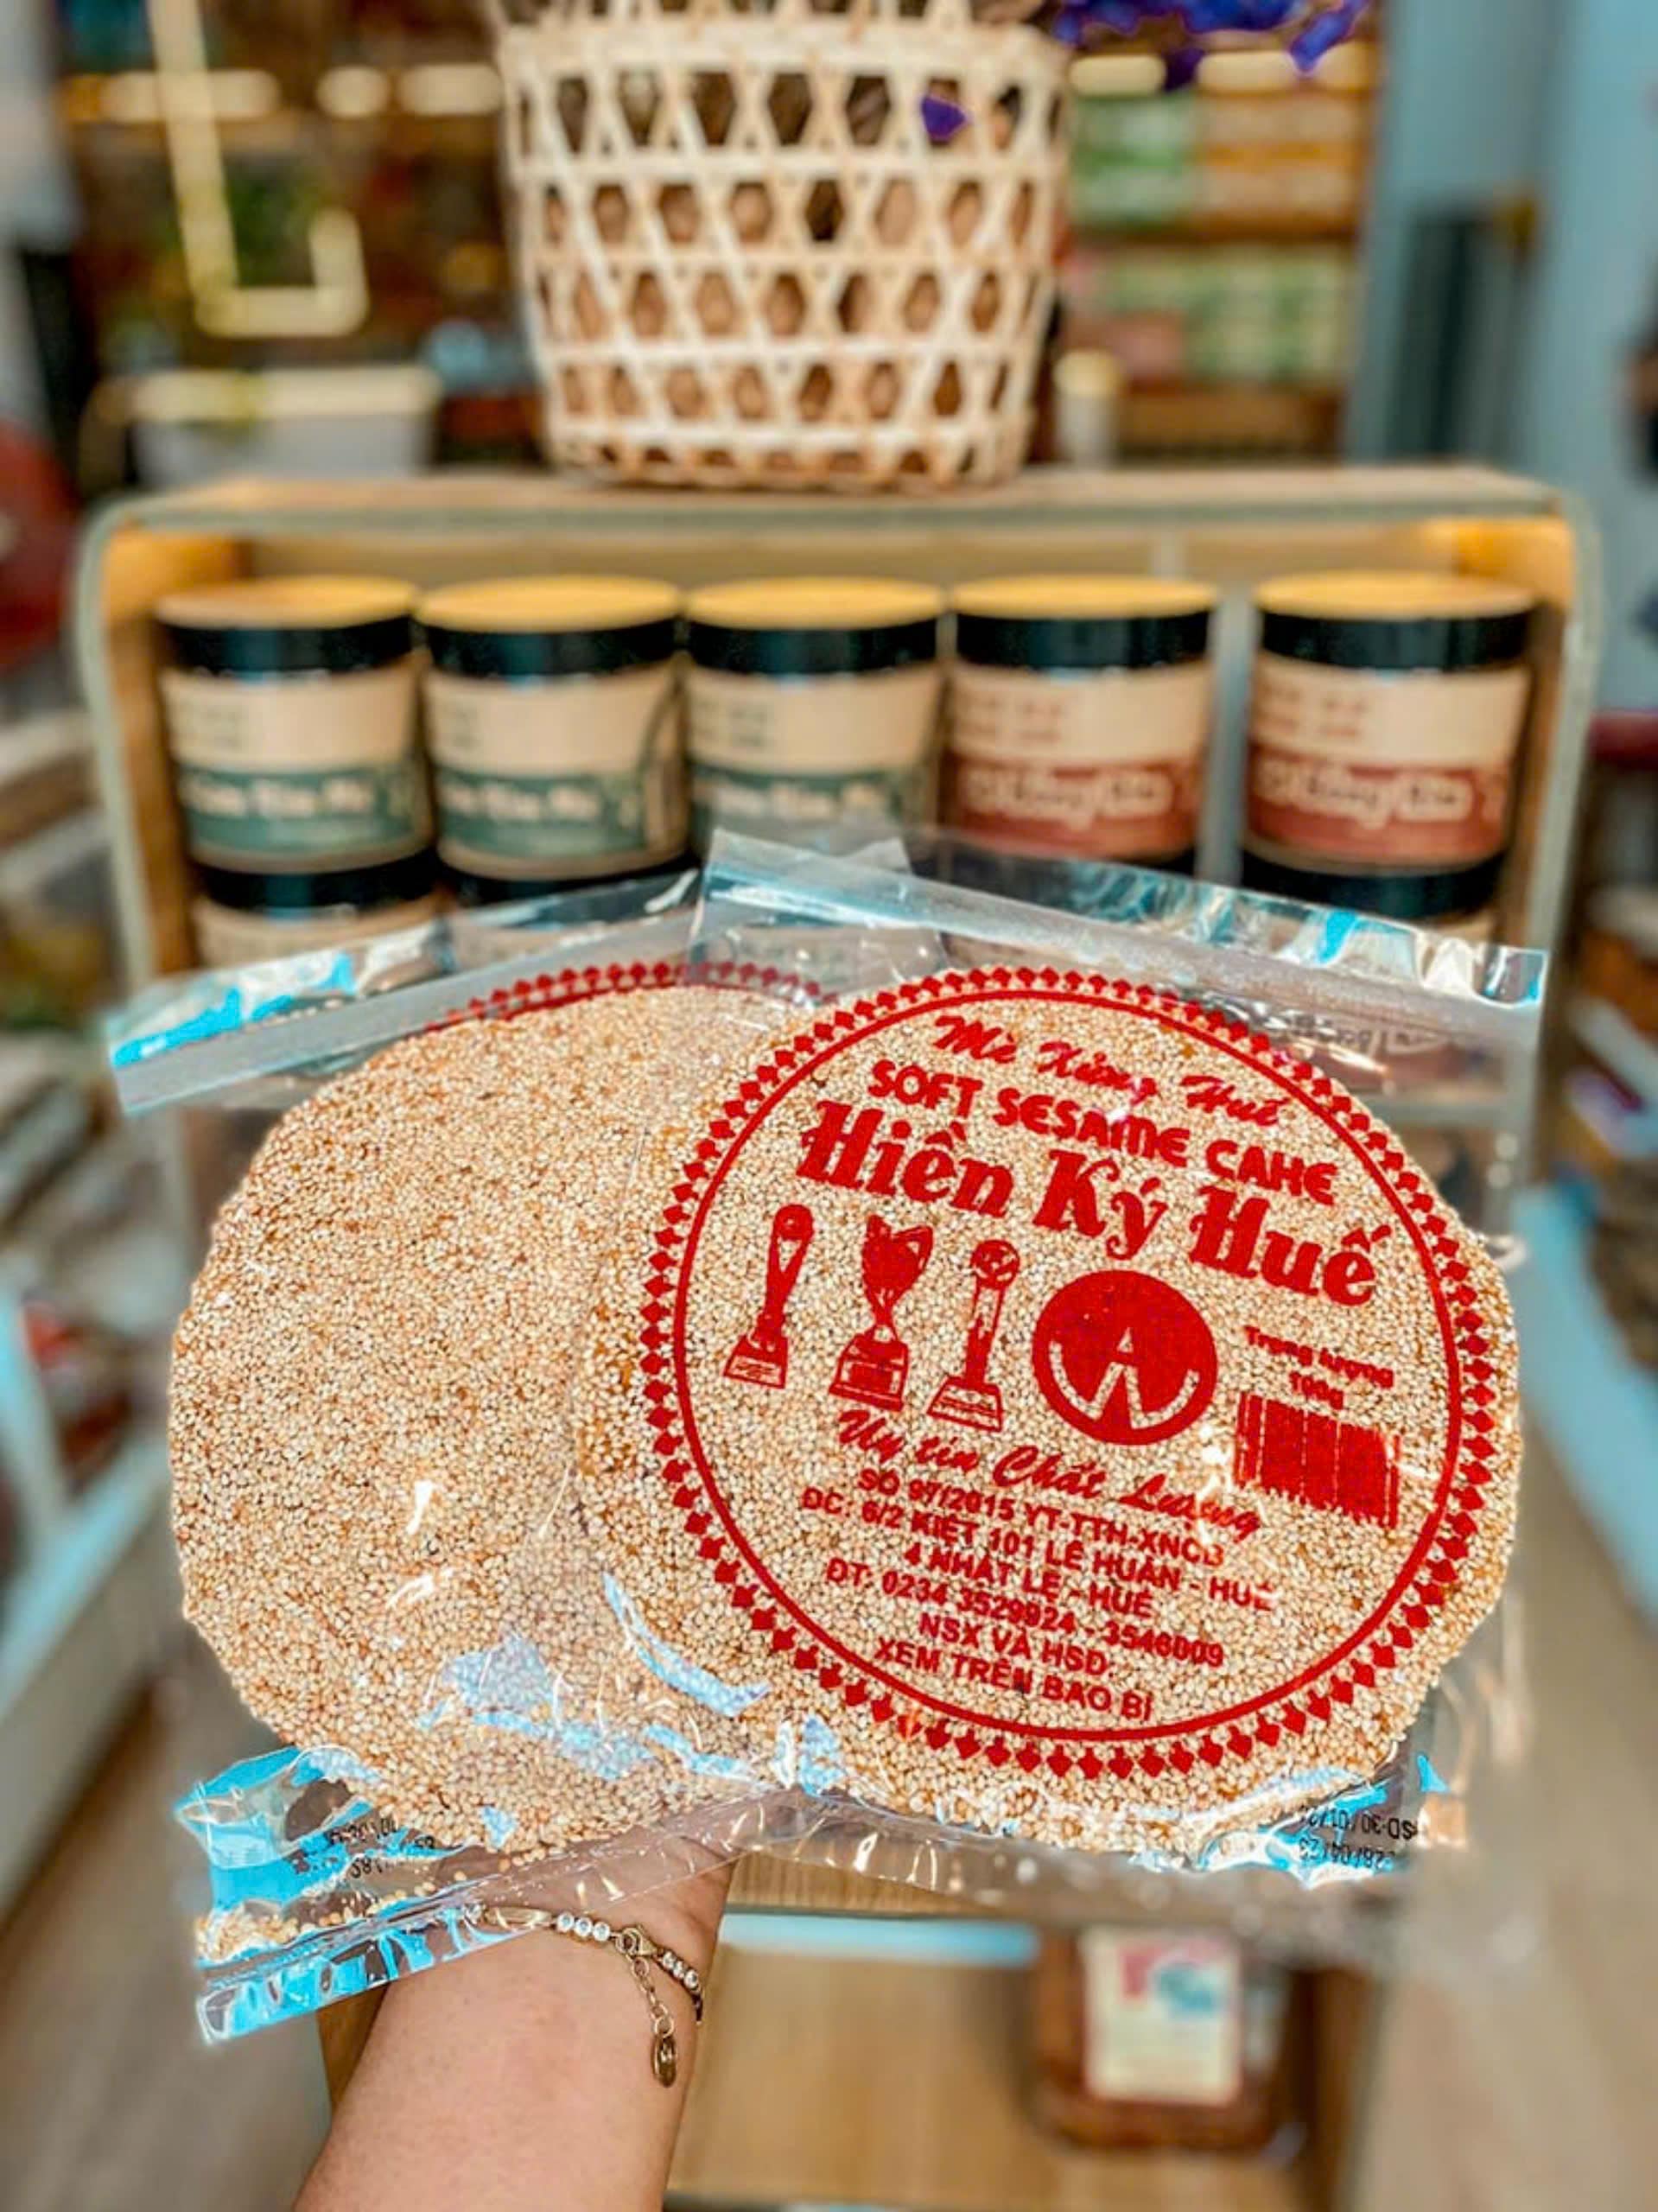 Mè Xửng Huế
SOFT SESAME CAKE
Hiền Ký Huế
Trọng lượng
100g
Uy tín Chất Lượng
SỐ 97/2015 YT-TTH-XNCB
ĐC: 6/2 KIỆT 101 LÊ HUÂN - HUẾ
4 NHẬT LỆ - HUẾ
ĐT: 0234 3529924 - 3546009
NSX VÀ HSD:
XEM TRÊN BAO BÌ